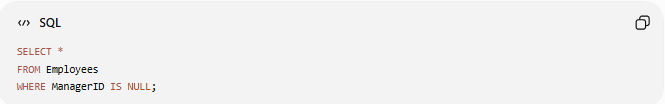 </> SQL
SELECT *
FROM Employees
WHERE ManagerID IS NULL;